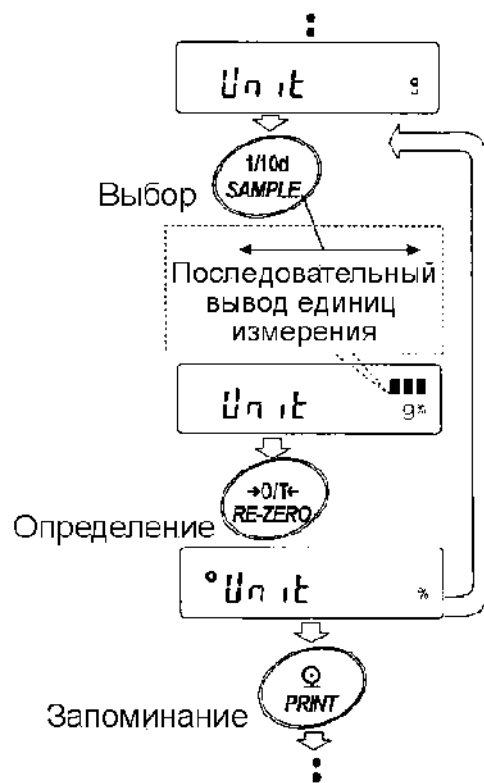 Unit g
1/10d
SAMPLE
Выбор
Последовательный
вывод единиц
измерения
Unit g%
→0/T←
RE-ZERO
Определение
°Unit %
PRINT
Запоминание